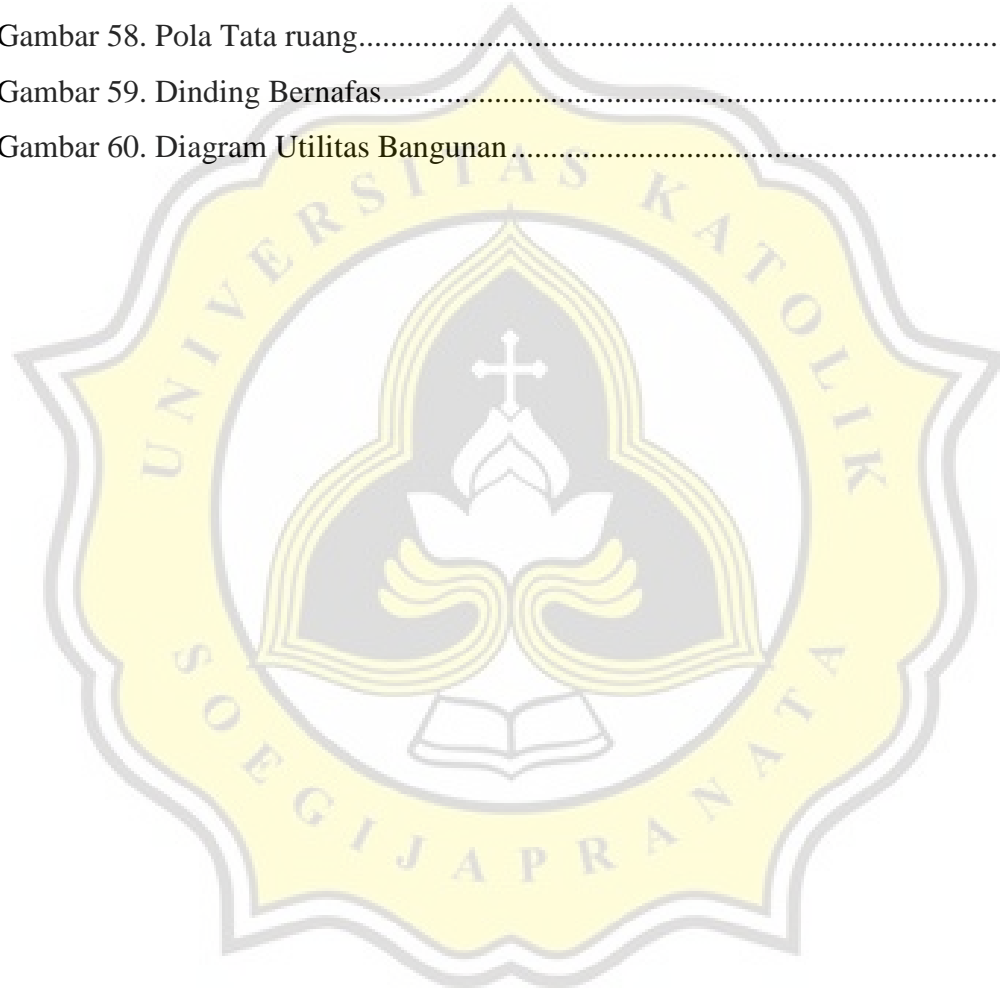 Gambar 58. Pola Tata ruang................................................................................
Gambar 59. Dinding Bernafas.............................................................................
Gambar 60. Diagram Utilitas Bangunan.............................................................
UNIVERSITAS KATOLIK
SOEGIJAPRANATA